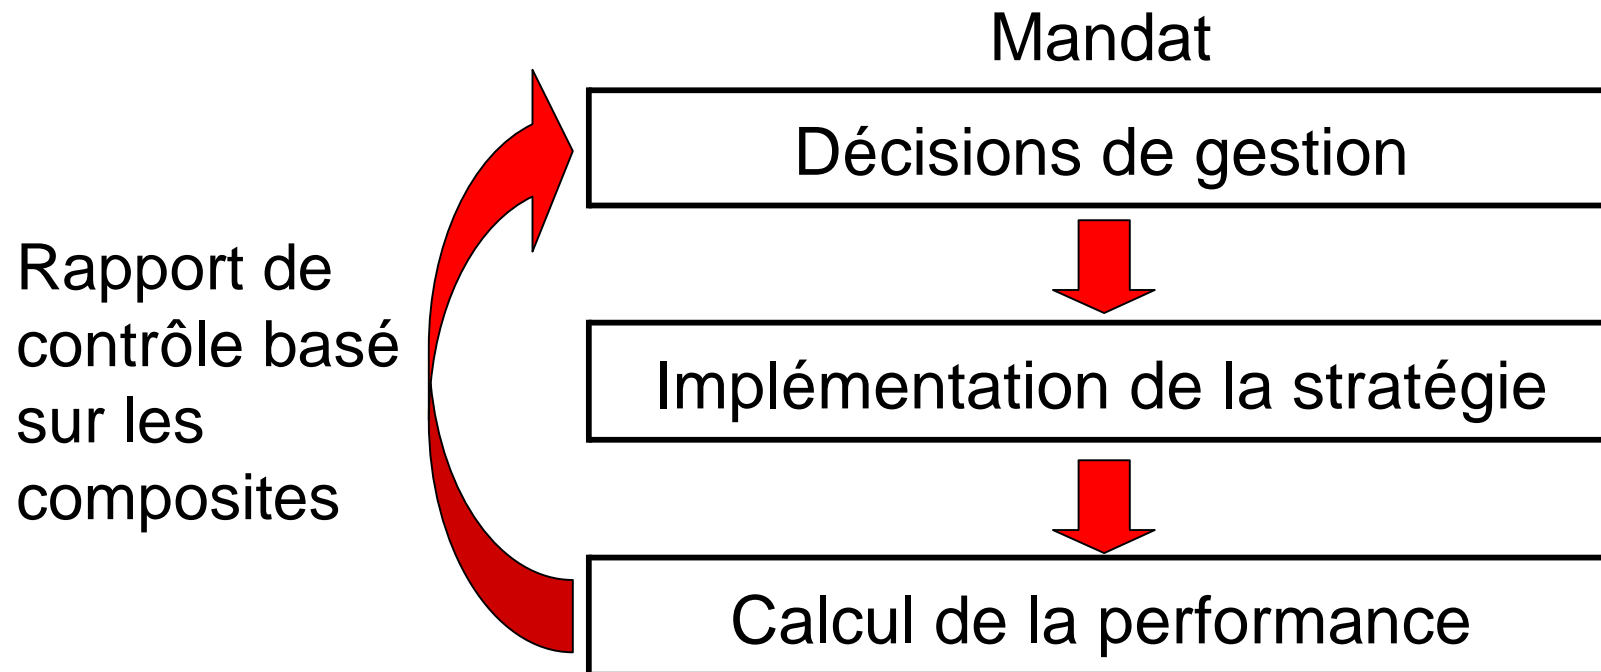 Mandat
Décisions de gestion
Rapport de
contrôle basé
sur les
composites
Implémentation de la stratégie
Calcul de la performance